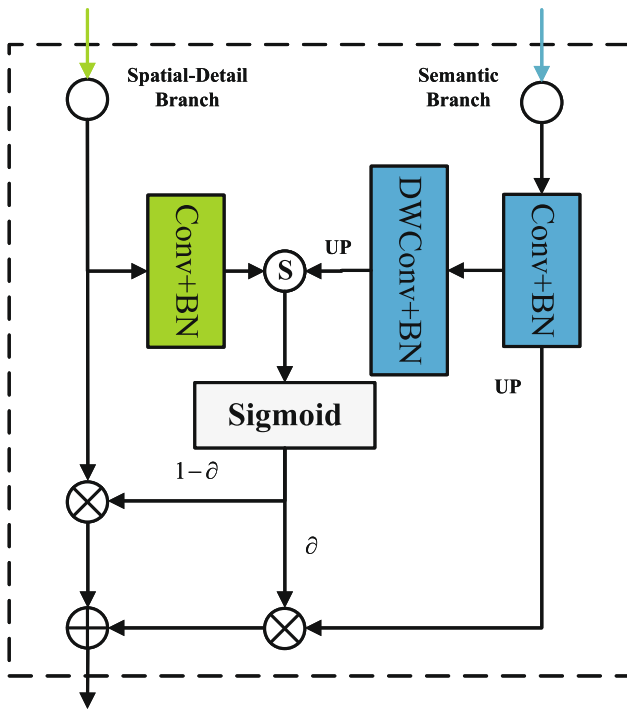 Spatial-Detail
Branch
Semantic
Branch
Conv+BN
S
UP
DWConv+BN
Conv+BN
UP
Sigmoid
1−∂
∂